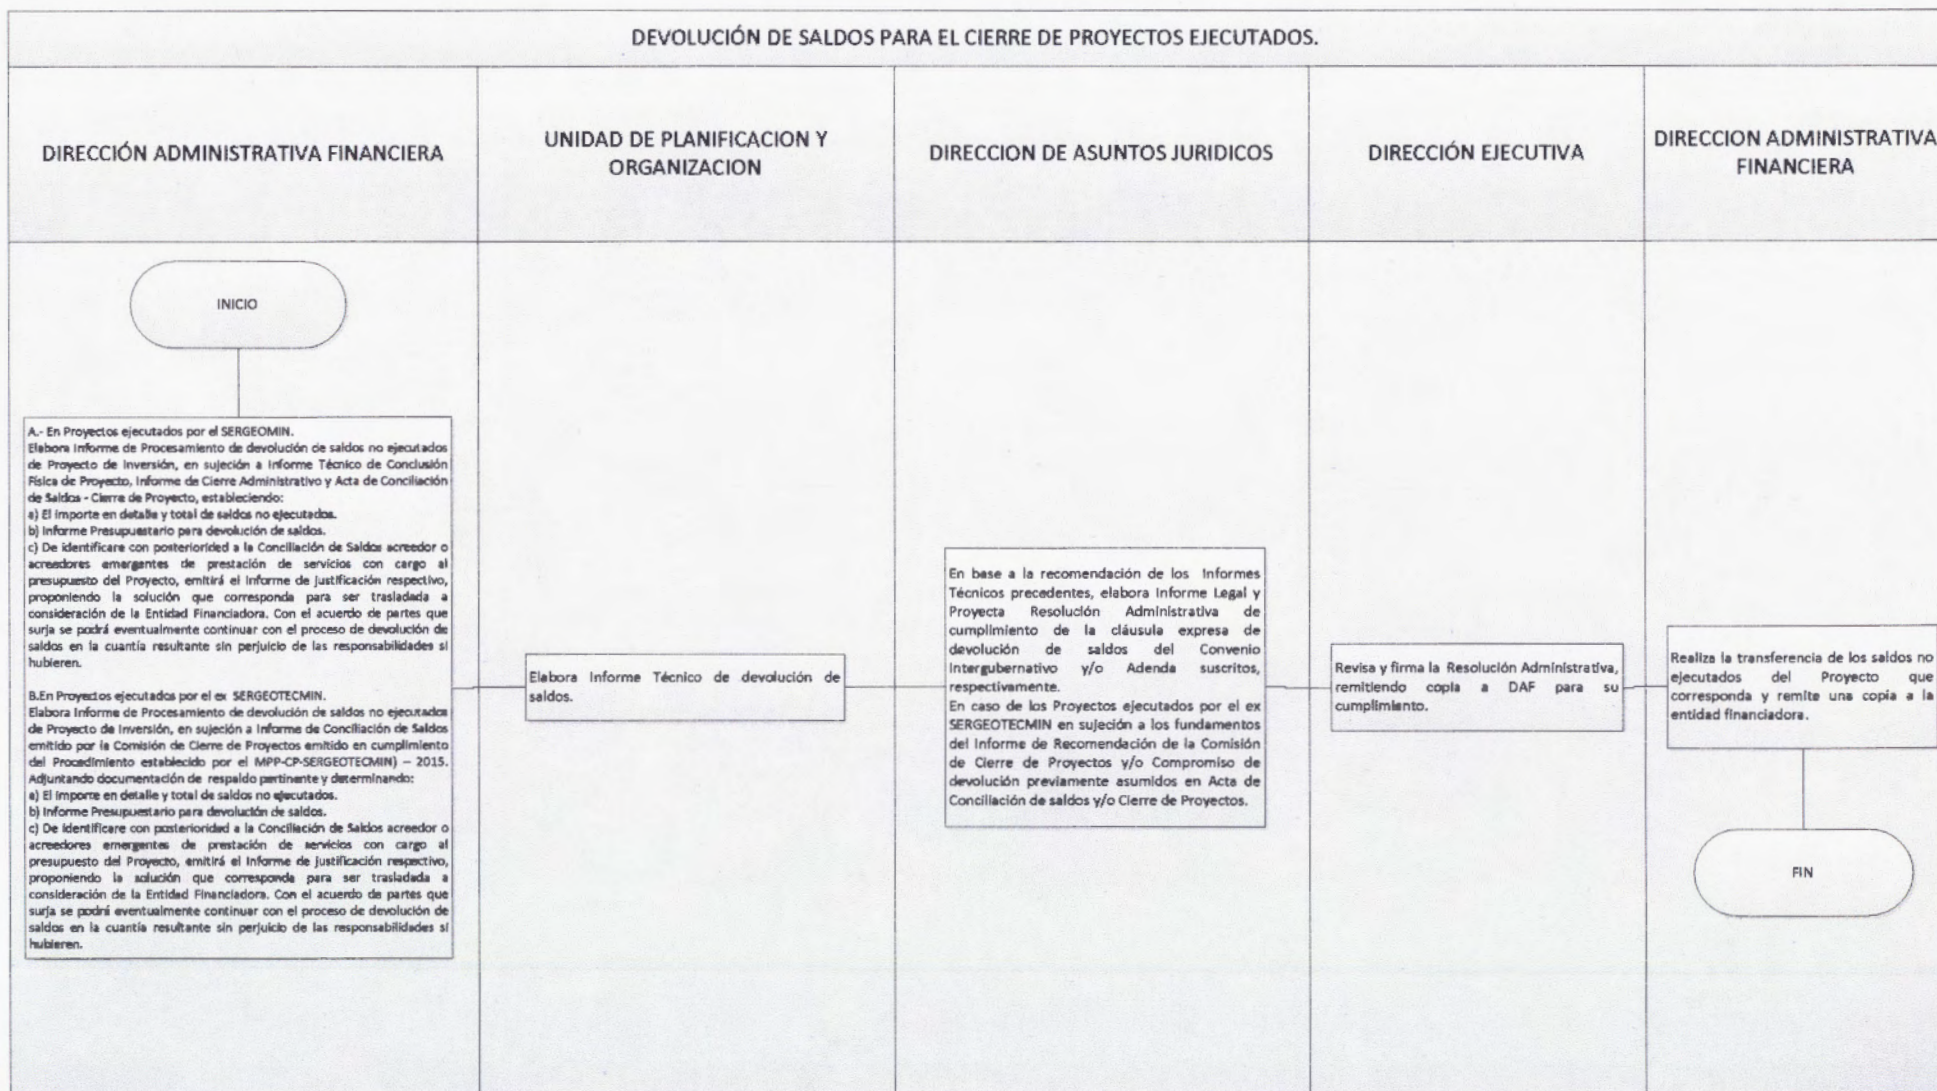 DEVOLUCIÓN DE SALDOS PARA EL CIERRE DE PROYECTOS EJECUTADOS.
DIRECCIÓN ADMINISTRATIVA FINANCIERA
UNIDAD DE PLANIFICACION Y
ORGANIZACION
DIRECCION DE ASUNTOS JURIDICOS
DIRECCIÓN EJECUTIVA
DIRECCION ADMINISTRATIVA
FINANCIERA
INICIO
A.- En Proyectos ejecutados por el SERGEOMIN.
Elabora Informe de Procesamiento de devolución de saldos no ejecutados
de Proyecto de Inversión, en sujeción a Informe Técnico de Conclusión
Física de Proyecto, Informe de Cierre Administrativo y Acta de Conciliación
de Saldos - Cierre de Proyecto, estableciendo:
a) El importe en detalle y total de saldos no ejecutados.
b) Informe Presupuestario para devolución de saldos.
c) De identificare con posterioridad a la Conciliación de Saldos acreedor o
acreedores emergentes de prestación de servicios con cargo al
presupuesto del Proyecto, emitirá el Informe de justificación respectivo,
proponiendo la solución que corresponda para ser trasladada a
consideración de la Entidad Financiadora. Con el acuerdo de partes que
surja se podrá eventualmente continuar con el proceso de devolución de
saldos en la cuantía resultante sin perjuicio de las responsabilidades si
hubieren.
B.En Proyectos ejecutados por el ex SERGEOTECMIN.
Elabora Informe de Procesamiento de devolución de saldos no ejecutados
de Proyecto de Inversión, en sujeción a Informe de Conciliación de Saldos
emitido por la Comisión de Cierre de Proyectos emitido en cumplimiento
del Procedimiento establecido por el MPP-CP-SERGEOTECMIN) – 2015.
Adjuntando documentación de respaldo pertinente y determinando:
a) El importe en detalle y total de saldos no ejecutados.
b) Informe Presupuestario para devolución de saldos.
c) De identificare con posterioridad a la Conciliación de Saldos acreedor o
acreedores emergentes de prestación de servicios con cargo al
presupuesto del Proyecto, emitirá el Informe de justificación respectivo,
proponiendo la solución que corresponda para ser trasladada a
consideración de la Entidad Financiadora. Con el acuerdo de partes que
surja se podrá eventualmente continuar con el proceso de devolución de
saldos en la cuantía resultante sin perjuicio de las responsabilidades si
hubieren.
Elabora Informe Técnico de devolución de
saldos.
En base a la recomendación de los Informes
Técnicos precedentes, elabora Informe Legal y
Proyecta Resolución Administrativa de
cumplimiento de la cláusula expresa de
devolución de saldos del Convenio
Intergubernativo y/o Adenda suscritos,
respectivamente.
En caso de los Proyectos ejecutados por el ex
SERGEOTECMIN en sujeción a los fundamentos
del Informe de Recomendación de la Comisión
de Cierre de Proyectos y/o Compromiso de
devolución previamente asumidos en Acta de
Conciliación de saldos y/o Cierre de Proyectos.
Revisa y firma la Resolución Administrativa,
remitiendo copia a DAF para su
cumplimiento.
Realiza la transferencia de los saldos no
ejecutados del Proyecto que
corresponda y remite una copia a la
entidad financiadora.
FIN